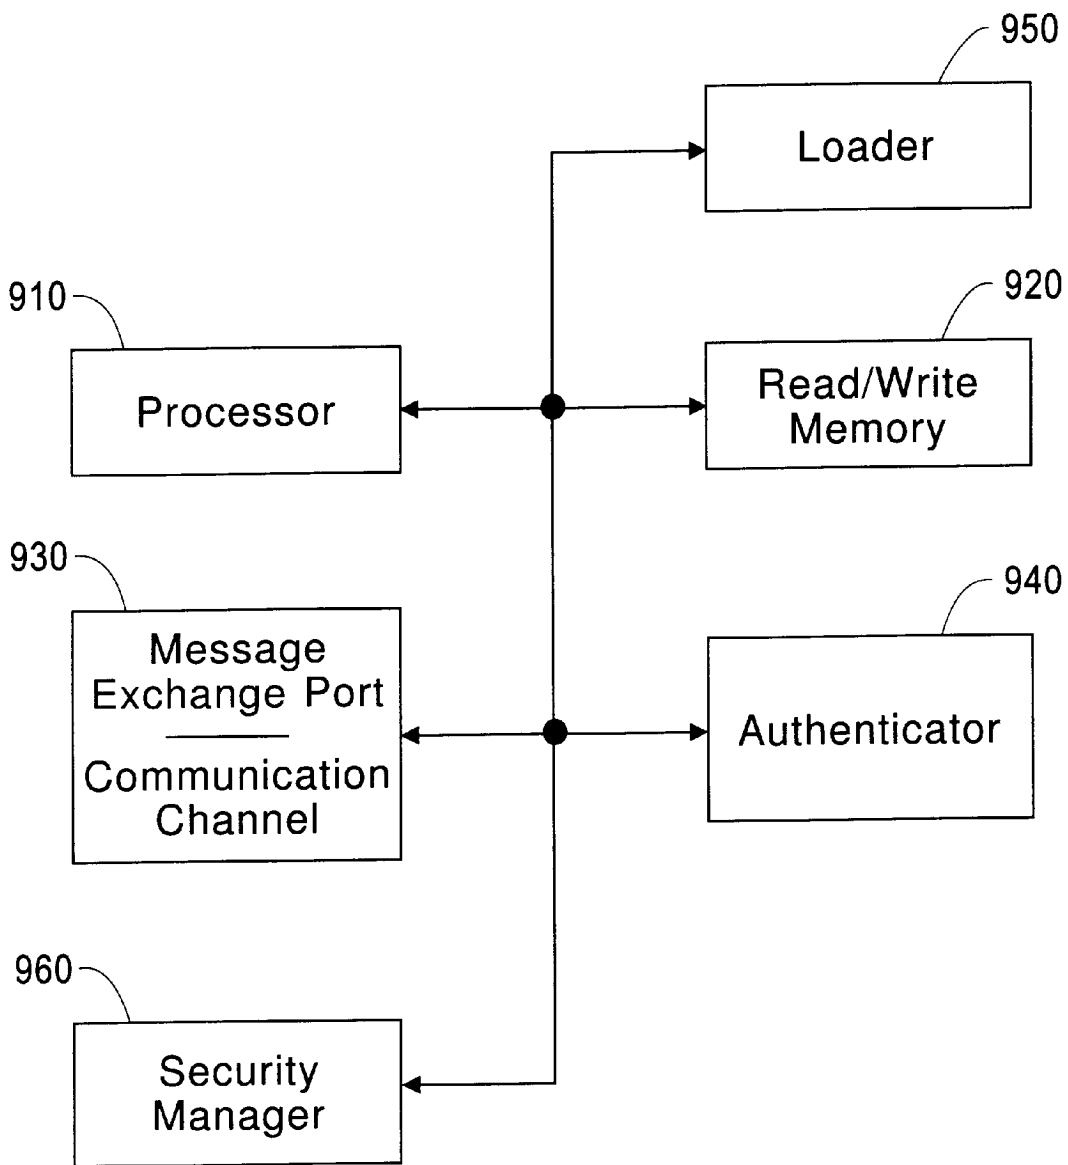 950
Loader
910
Processor
920
Read/Write
Memory
930
Message
Exchange Port
Communication
Channel
940
Authenticator
960
Security
Manager